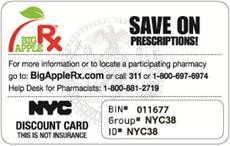 BIG
APPLE
Rx
SAVE ON
PRESCRIPTIONS!
For more information or to locate a participating pharmacy
go to: BigAppleRx.com or call 311 or 1-800-697-6974
Help Desk for Pharmacists: 1-800-881-2719
NYC
DISCOUNT CARD
THIS IS NOT INSURANCE
BIN# 011677
Group# NYC38
ID# NYC38